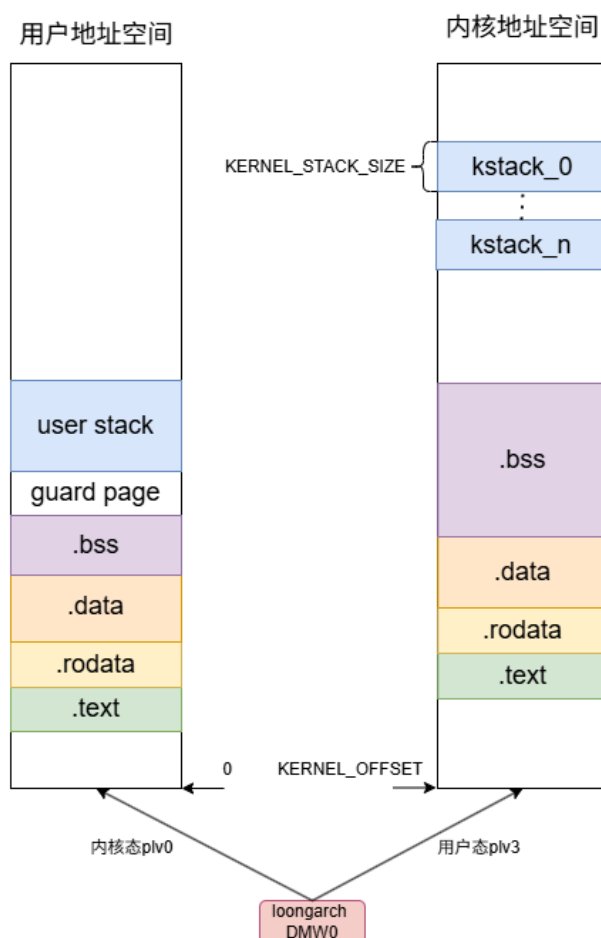 用户地址空间
内核地址空间
KERNEL_STACK_SIZE
kstack_0
kstack_n
user stack
guard page
.bss
.data
.rodata
.text
.bss
.data
.rodata
.text
0
KERNEL_OFFSET
内核态plv0
用户态plv3
loongarch
DMW0